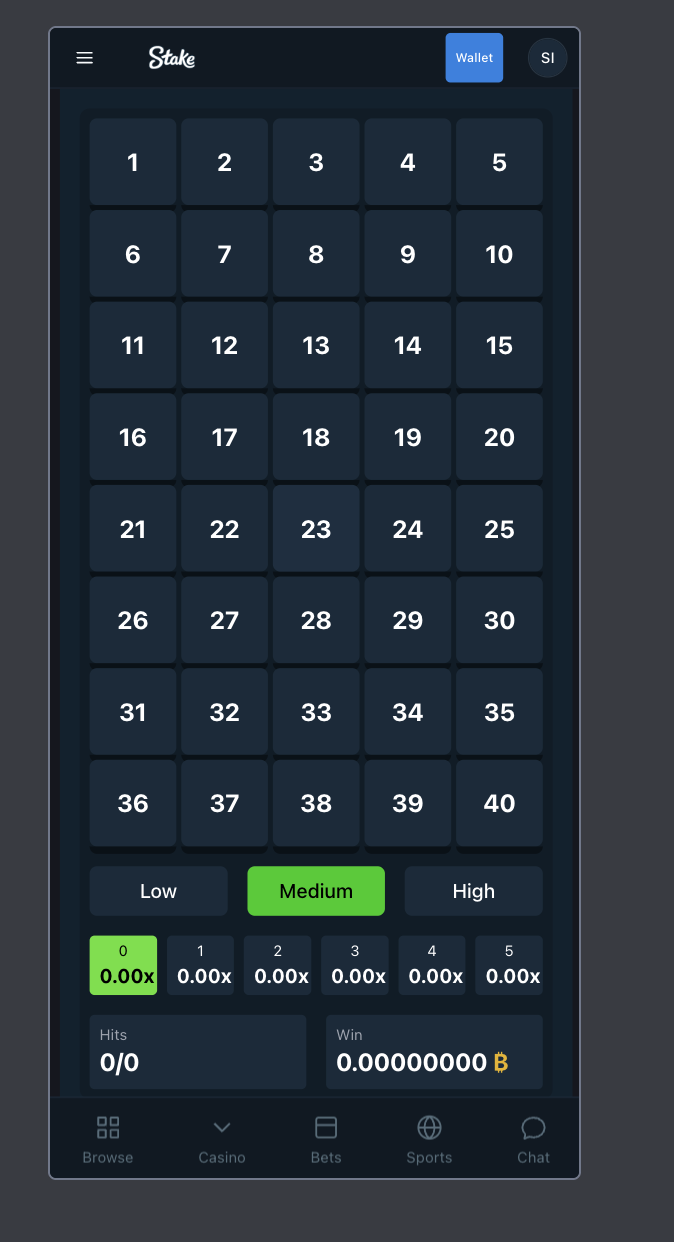 Stake
Wallet
SI
1 2 3 4 5
6 7 8 9 10
11 12 13 14 15
16 17 18 19 20
21 22 23 24 25
26 27 28 29 30
31 32 33 34 35
36 37 38 39 40
Low Medium High
0 1 2 3 4 5
0.00x 0.00x 0.00x 0.00x 0.00x 0.00x
Hits Win
0/0 0.00000000 ₿
Browse Casino Bets Sports Chat